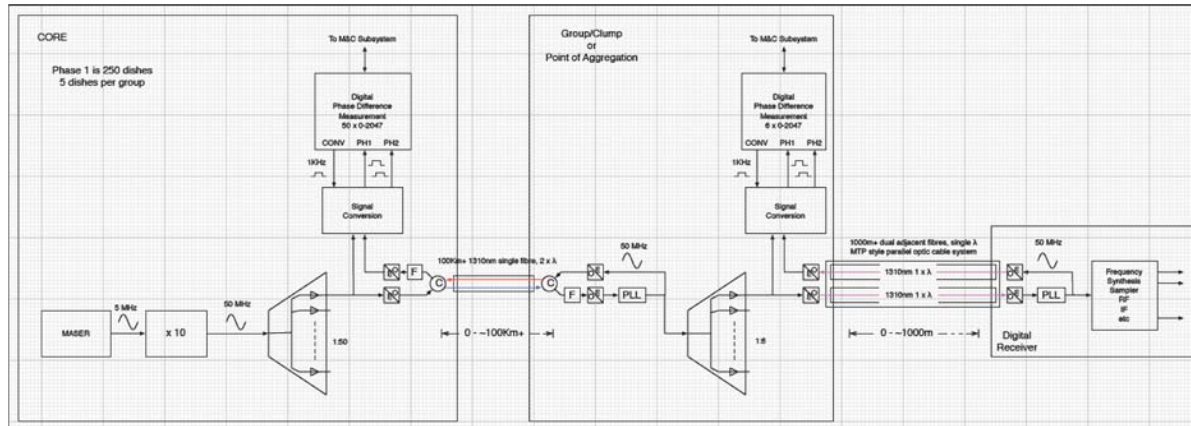 CORE
Phase 1 is 250 dishes
5 dishes per group
To M&C Subsystem
Digital
Phase Difference
Measurement
50 x 0-2047
CONV PH1 PH2
1KHz
Signal
Conversion
MASER
5 MHz
x 10
50 MHz
1:50
F
C
100Km+ 1310nm single fibre, 2 x λ
0 - ~100Km+
C
Group/Clump
or
Point of Aggregation
50 MHz
F
PLL
To M&C Subsystem
Digital
Phase Difference
Measurement
6 x 0-2047
CONV PH1 PH2
1KHz
Signal
Conversion
1:6
1000m+ dual adjacent fibres, single λ
MTP style parallel optic cable system
1310nm 1 x λ
1310nm 1 x λ
0 - ~1000m
50 MHz
PLL
Frequency
Synthesis
Sampler
RF
IF
etc
Digital
Receiver